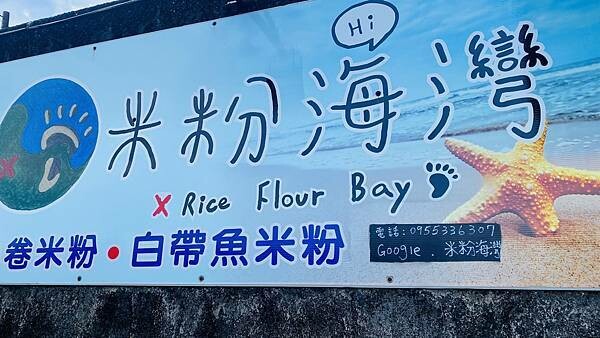 Hi
米粉海灣
x Rice Flour Bay
卷米粉•白帶魚米粉
電話:0955336307
Google.米粉海灣